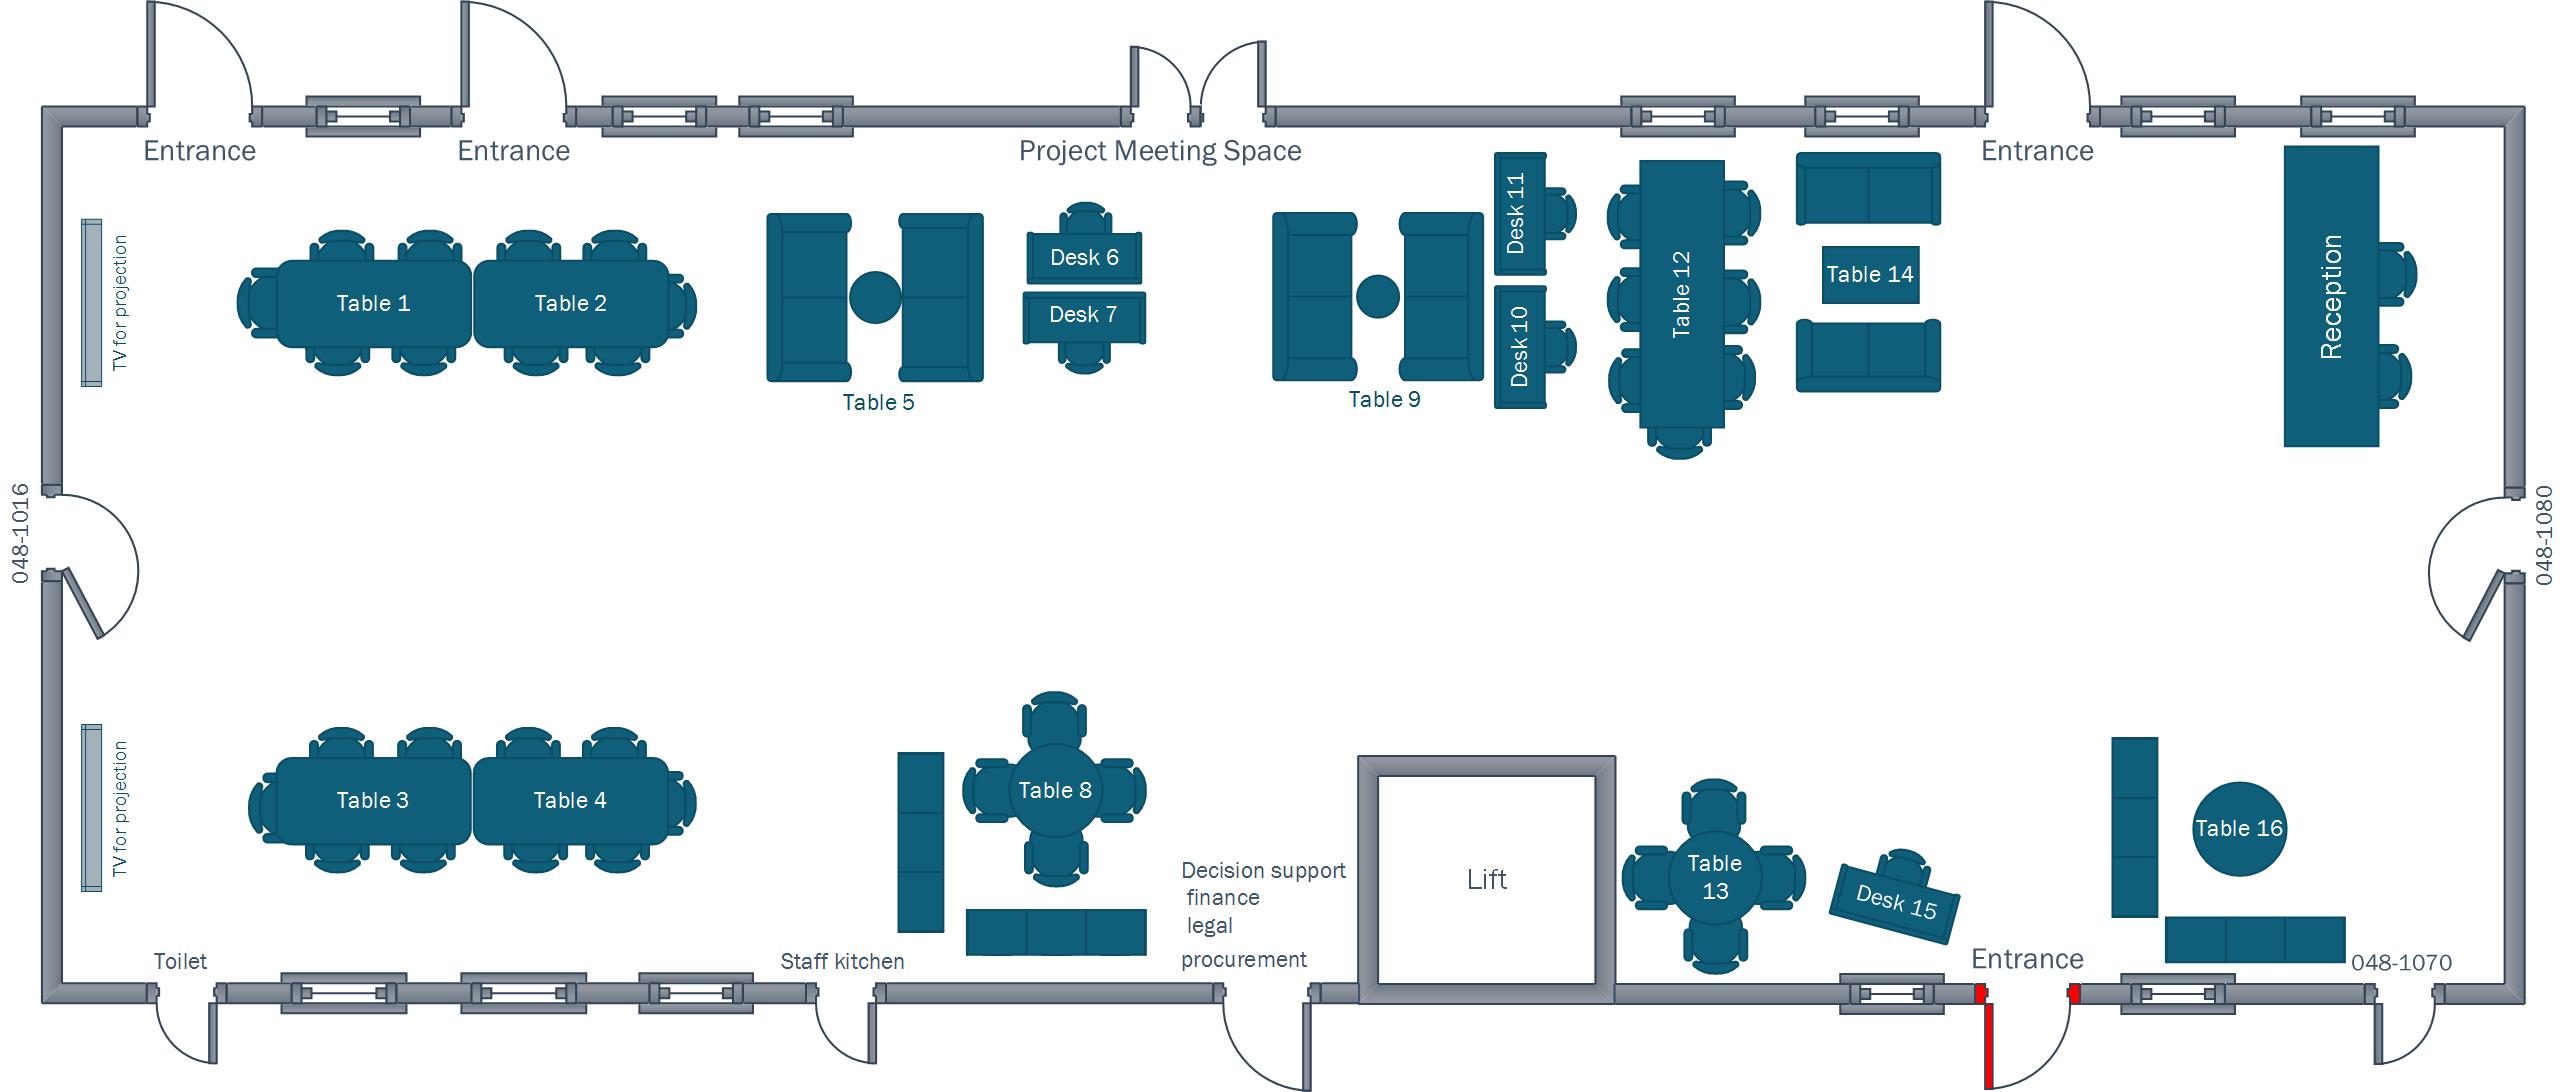 Entrance
Entrance
Project Meeting Space
Entrance
TV for projection
Table 1
Table 2
Table 5
Desk 6
Desk 7
Table 9
Desk 11
Desk 10
Table 12
Table 14
Reception
048-1016
048-1080
TV for projection
Table 3
Table 4
Table 8
Decision support
finance
legal
procurement
Lift
Table
13
Desk 15
Table 16
Toilet
Staff kitchen
Entrance
048-1070